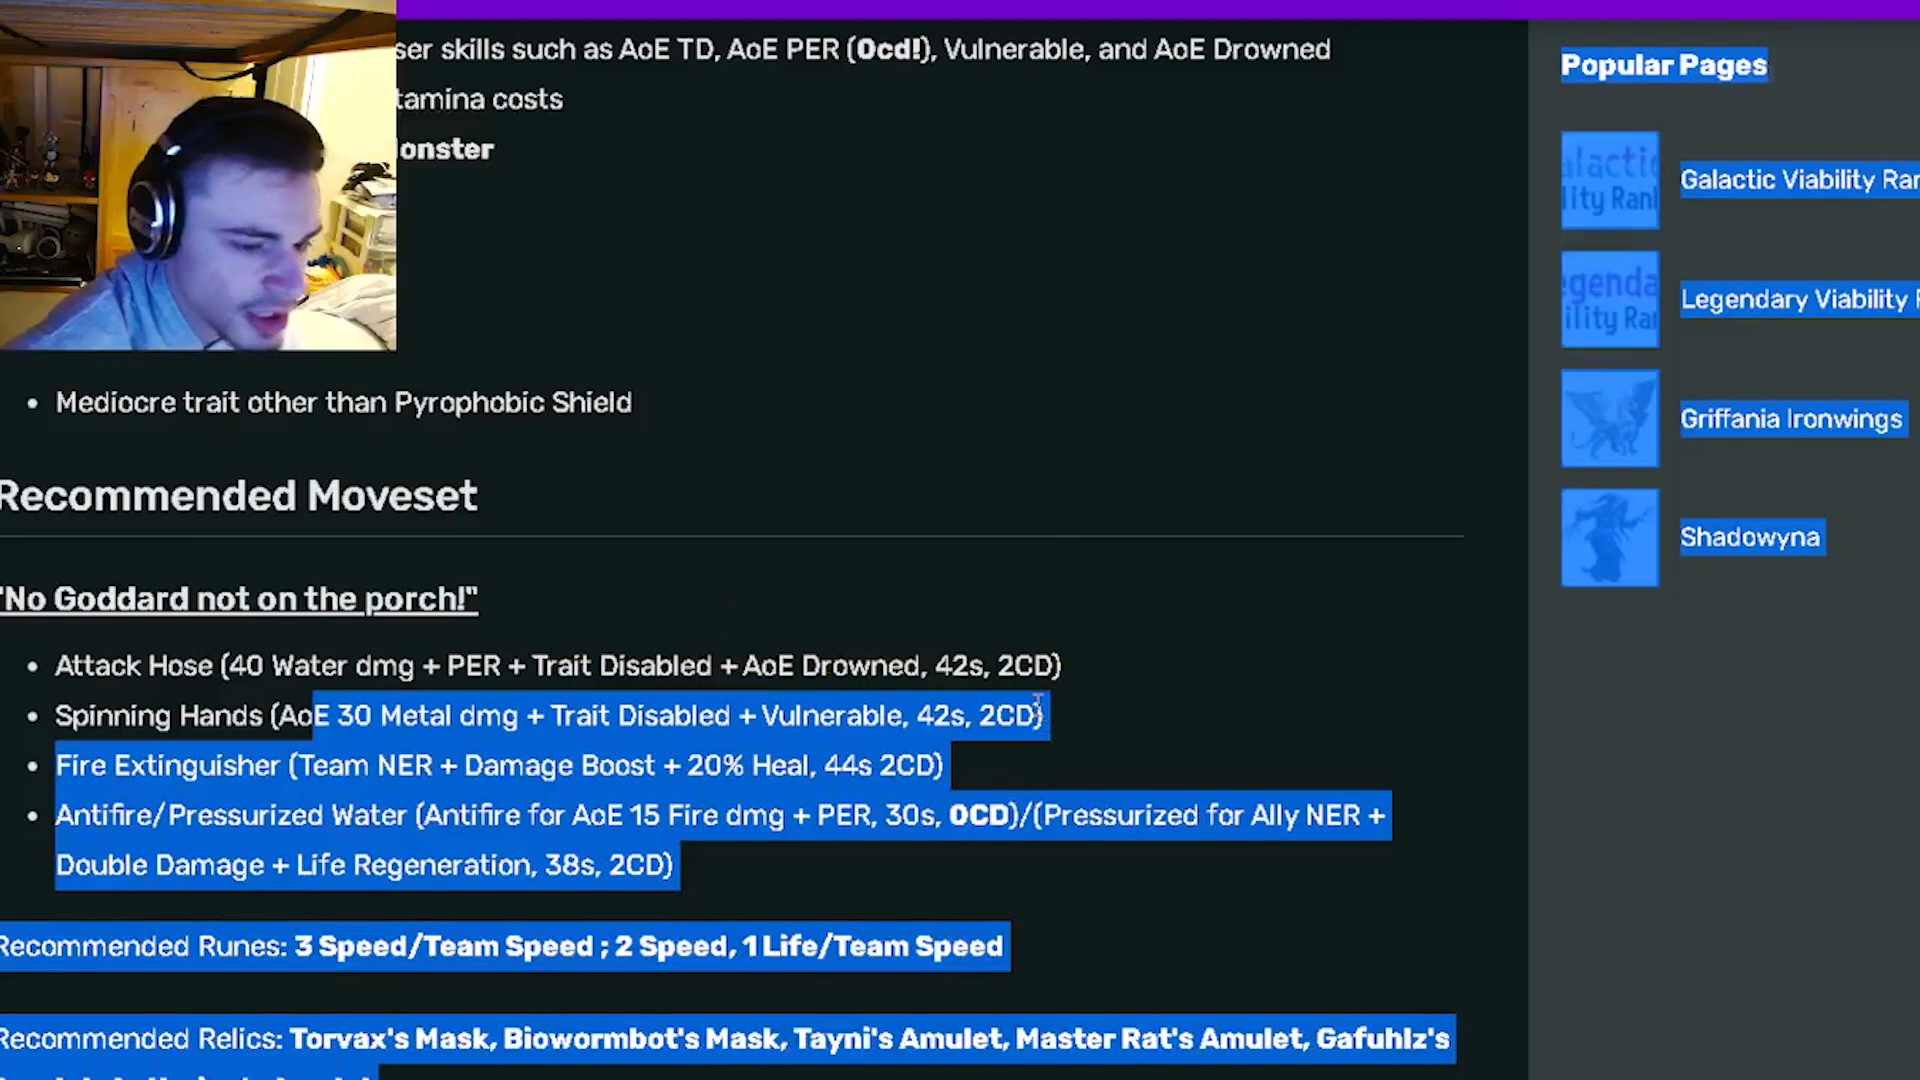 ser skills such as AoE TD, AoE PER (0cd!), Vulnerable, and AoE Drowned
tamina costs
onster
• Mediocre trait other than Pyrophobic Shield
Recommended Moveset
"No Goddard not on the porch!"
• Attack Hose (40 Water dmg + PER + Trait Disabled + AoE Drowned, 42s, 2CD)
• Spinning Hands (AoE 30 Metal dmg + Trait Disabled + Vulnerable, 42s, 2CD)
• Fire Extinguisher (Team NER + Damage Boost + 20% Heal, 44s 2CD)
• Antifire/Pressurized Water (Antifire for AoE 15 Fire dmg + PER, 30s, 0CD)/(Pressurized for Ally NER +
Double Damage + Life Regeneration, 38s, 2CD)
Recommended Runes: 3 Speed/Team Speed ; 2 Speed, 1 Life/Team Speed
Recommended Relics: Torvax's Mask, Biowormbot's Mask, Tayni's Amulet, Master Rat's Amulet, Gafuhlz's
Popular Pages
alactic
lity Ran
Galactic Viability Ran
egenda
ility Ra
Legendary Viability
Griffania Ironwings
Shadowyna